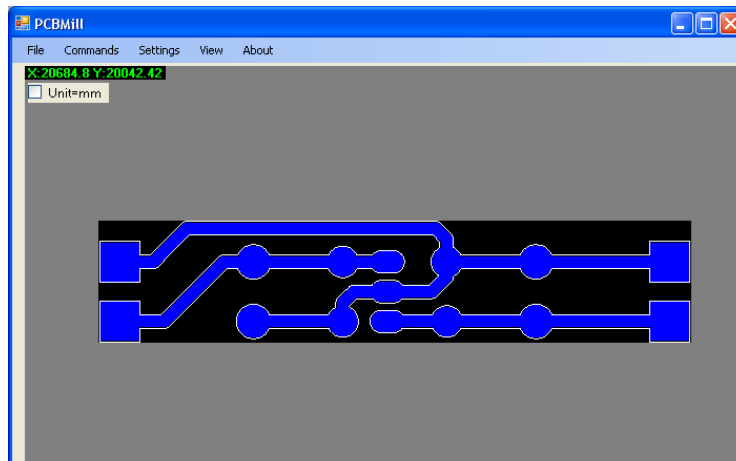 PCBMill
File Commands Settings View About
X:20684.8 Y:20042.42
Unit=mm